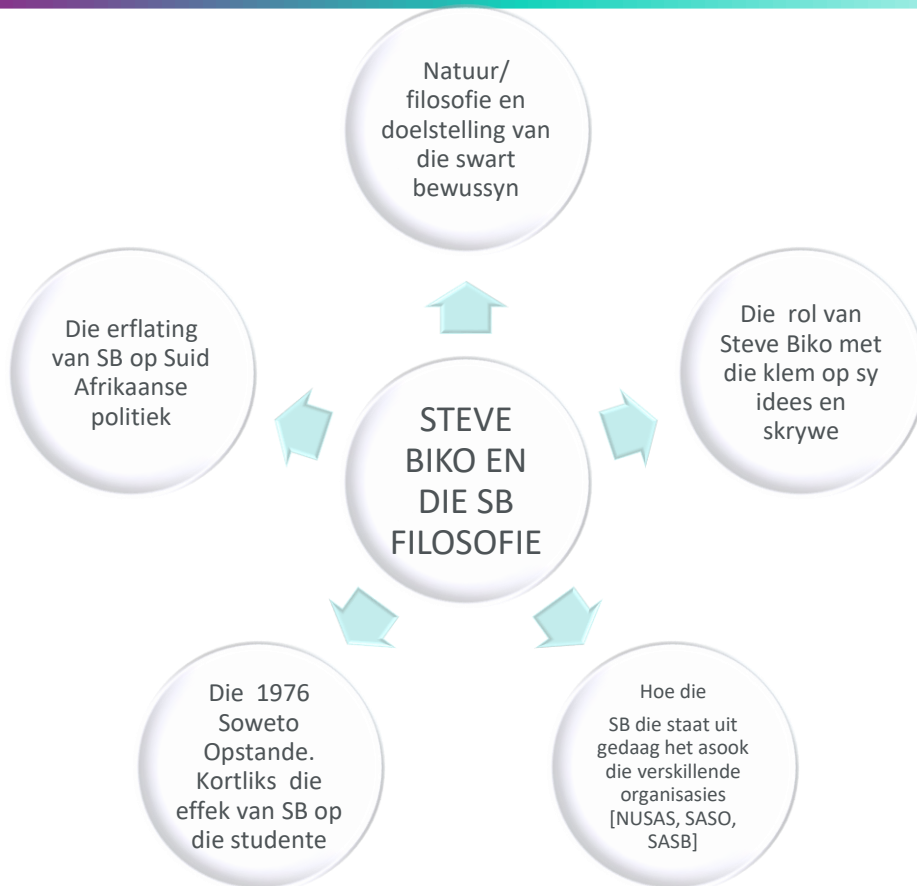 Natuur/
filosofie en
doelstelling van
die swart
bewussyn
Die erflating
van SB op Suid
Afrikaanse
politiek
Die rol van
Steve Biko met
die klem op sy
idees en
skrywe
STEVE
BIKO EN
DIE SB
FILOSOFIE
Die 1976
Soweto
Opstande.
Kortliks die
effek van SB op
die studente
Hoe die
SB die staat uit
gedaag het asook
die verskillende
organisasies
[NUSAS, SASO,
SASB]